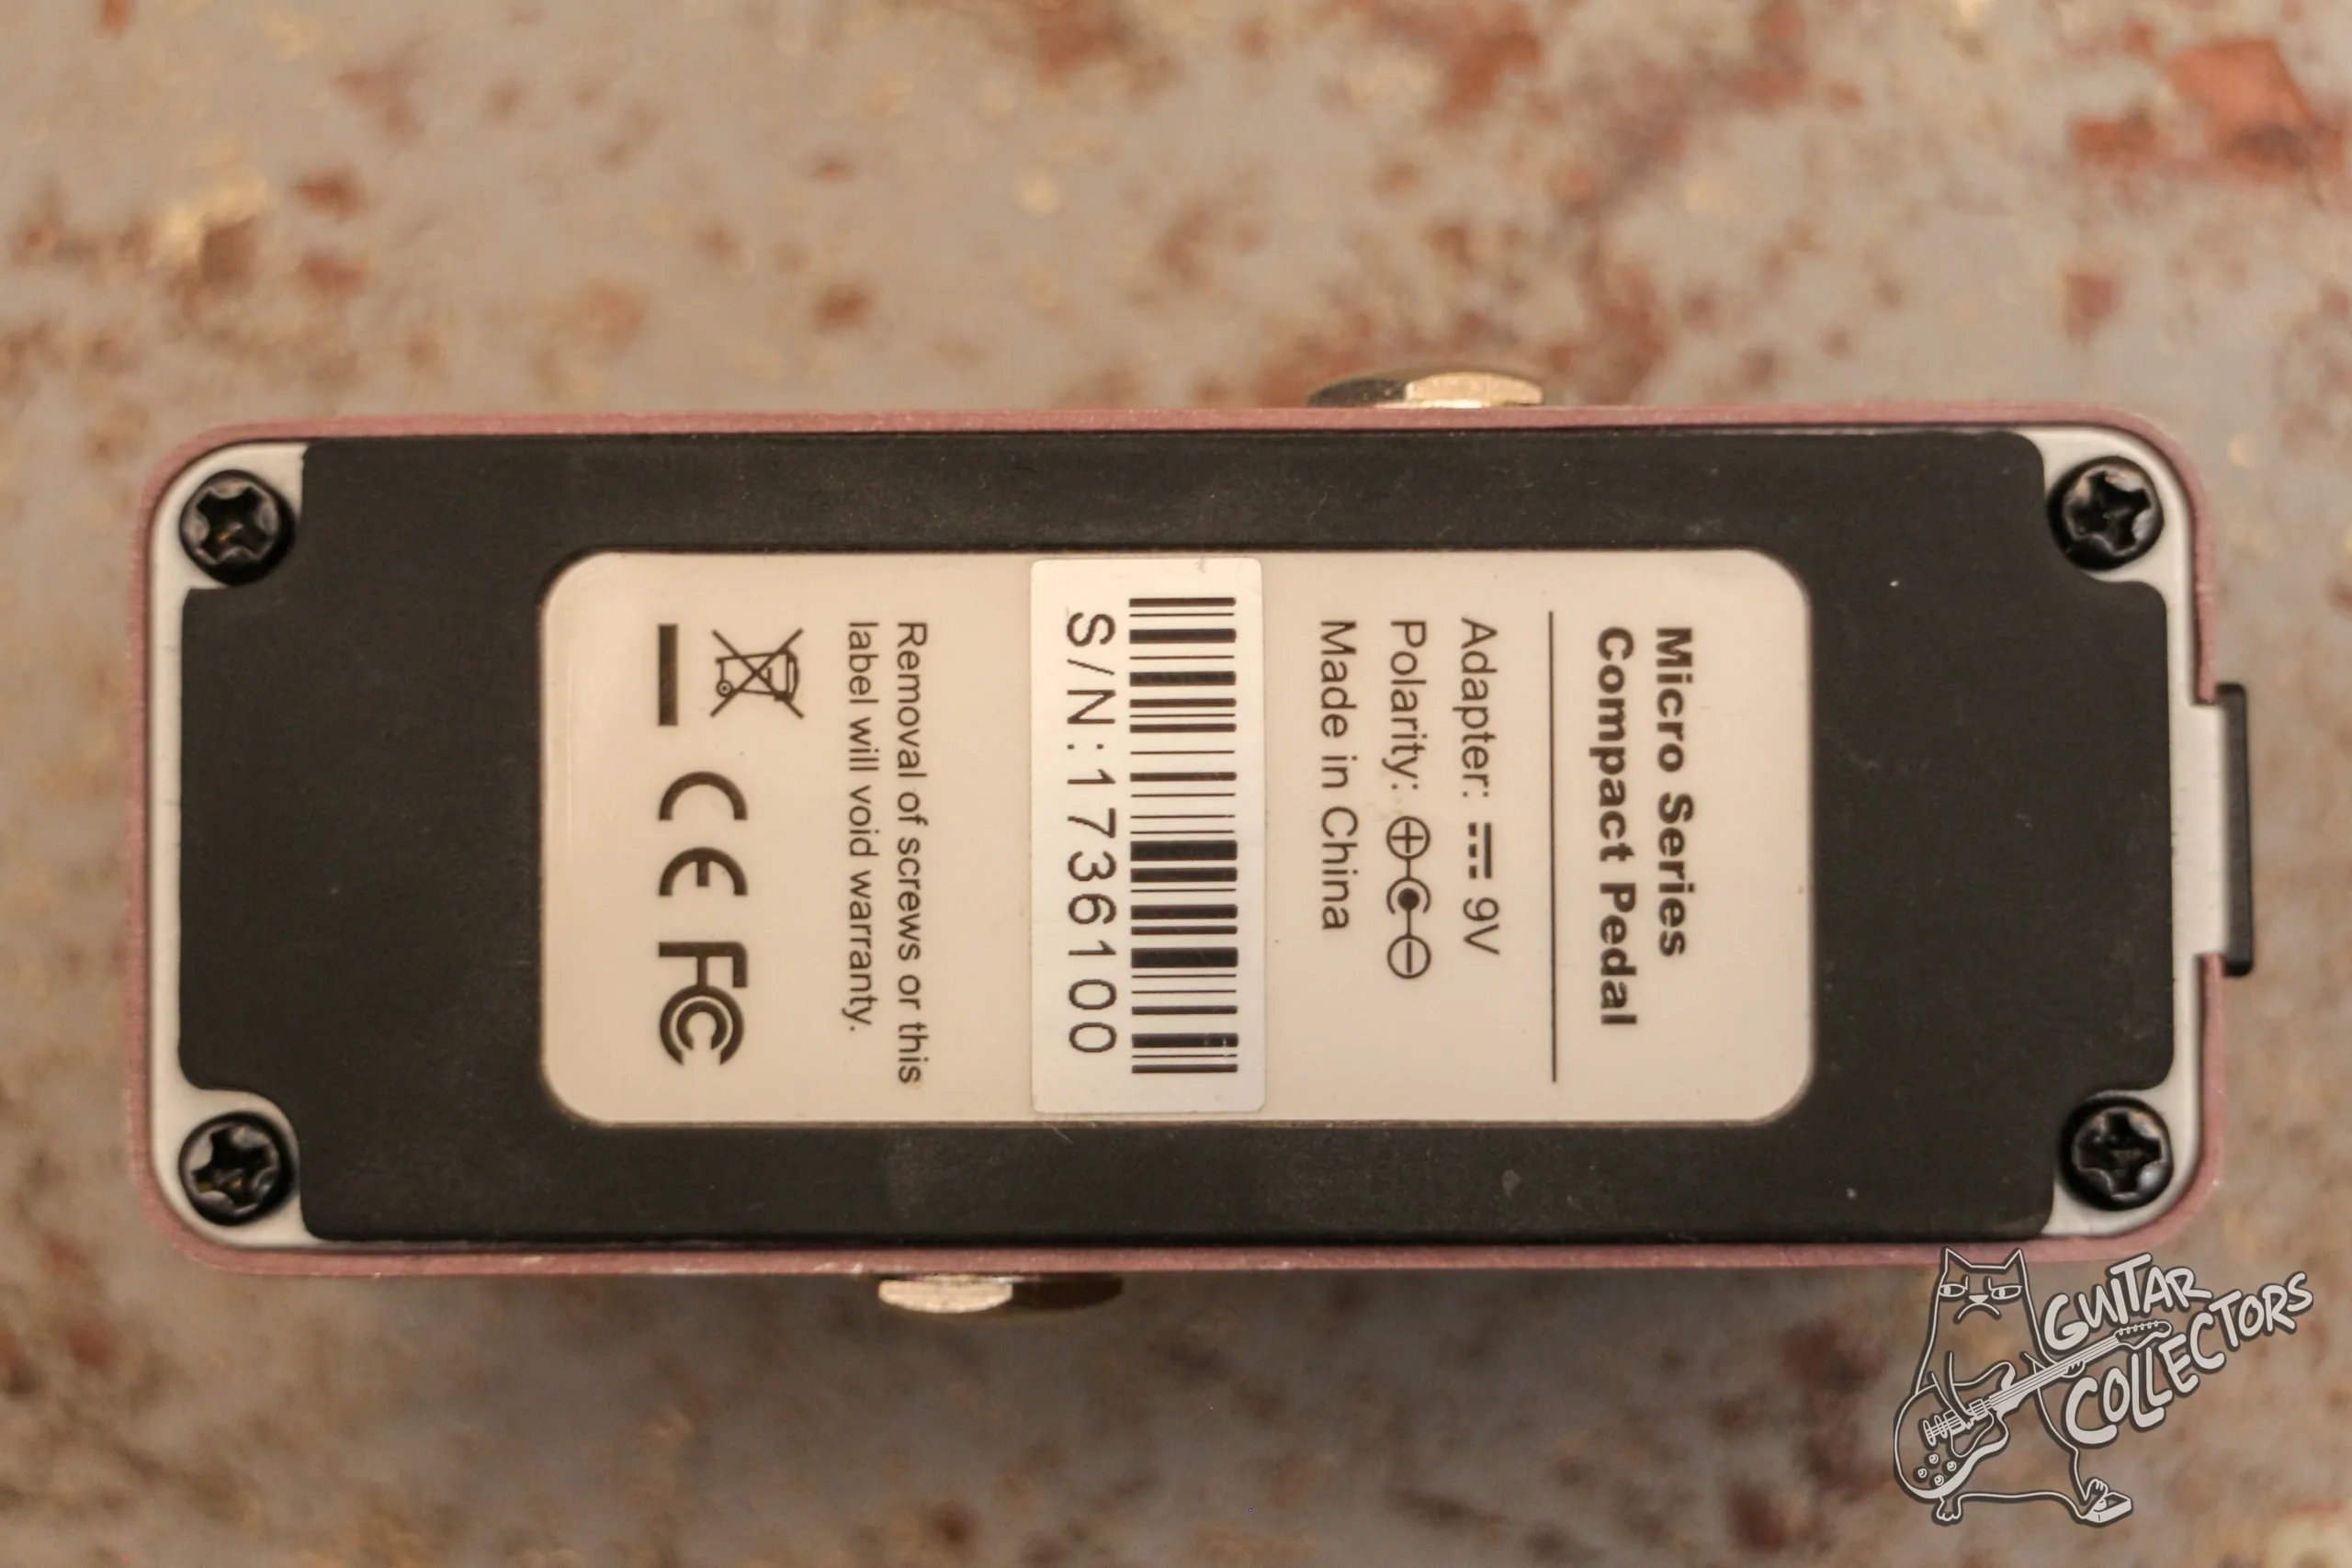 Micro Series
Compact Pedal
Adapter: 9V
Polarity:
Made in China
S/N:1736100
Removal of screws or this
label will void warranty.
CE FC
GUITAR
COLLECTORS